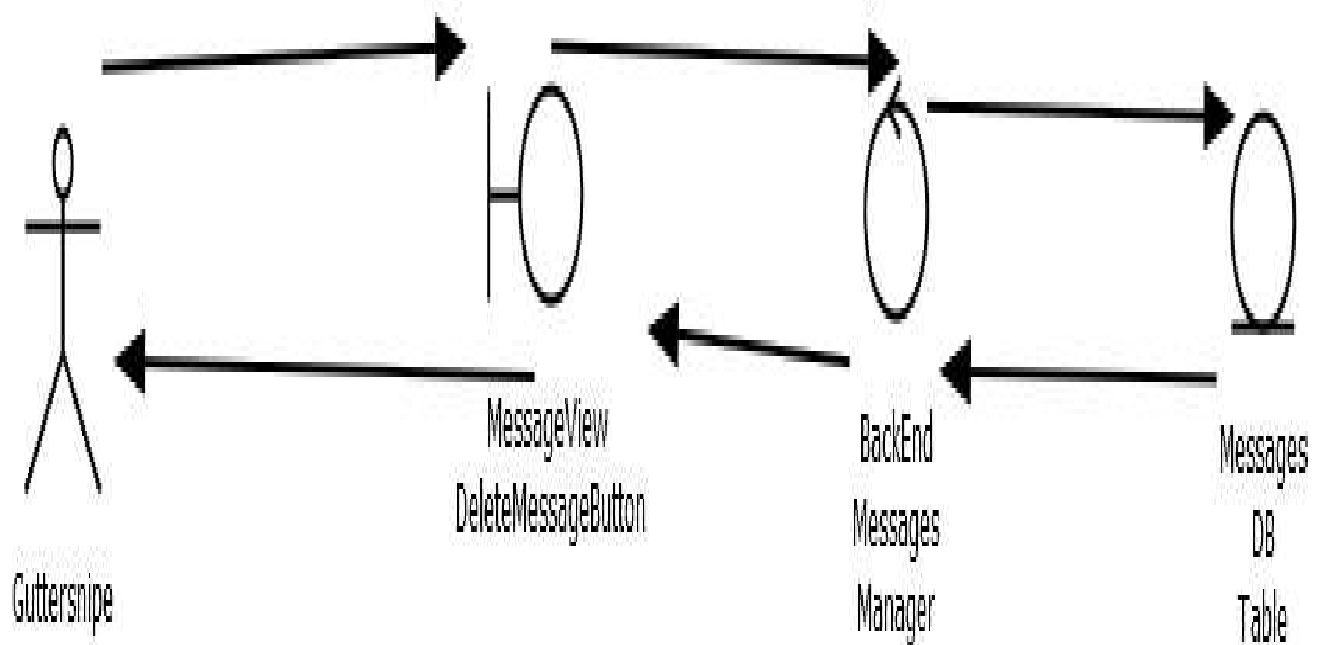 Guttersnipe
MessageView
DeleteMessageButton
BackEnd
Messages
Manager
Messages
DB
Table